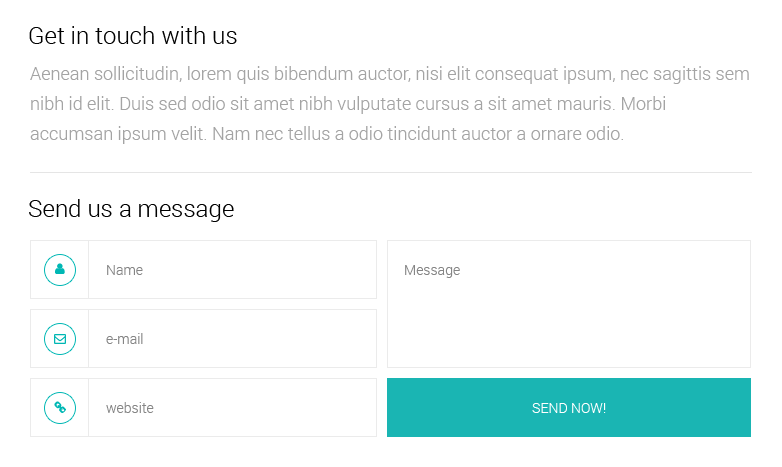 Get in touch with us
Aenean sollicitudin, lorem quis bibendum auctor, nisi elit consequat ipsum, nec sagittis sem
nibh id elit. Duis sed odio sit amet nibh vulputate cursus a sit amet mauris. Morbi
accumsan ipsum velit. Nam nec tellus a odio tincidunt auctor a ornare odio.
Send us a message
Name
Message
e-mail
website
SEND NOW!